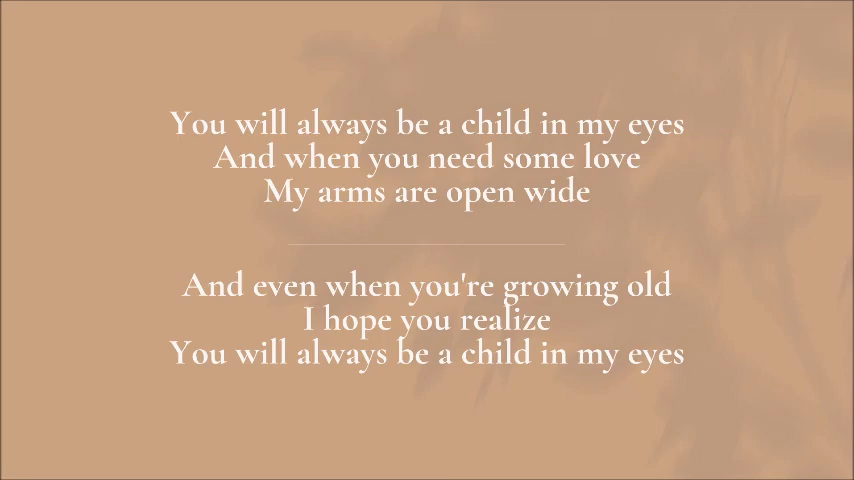 You will always be a child in my eyes
And when you need some love
My arms are open wide
And even when you're growing old
I hope you realize
You will always be a child in my eyes